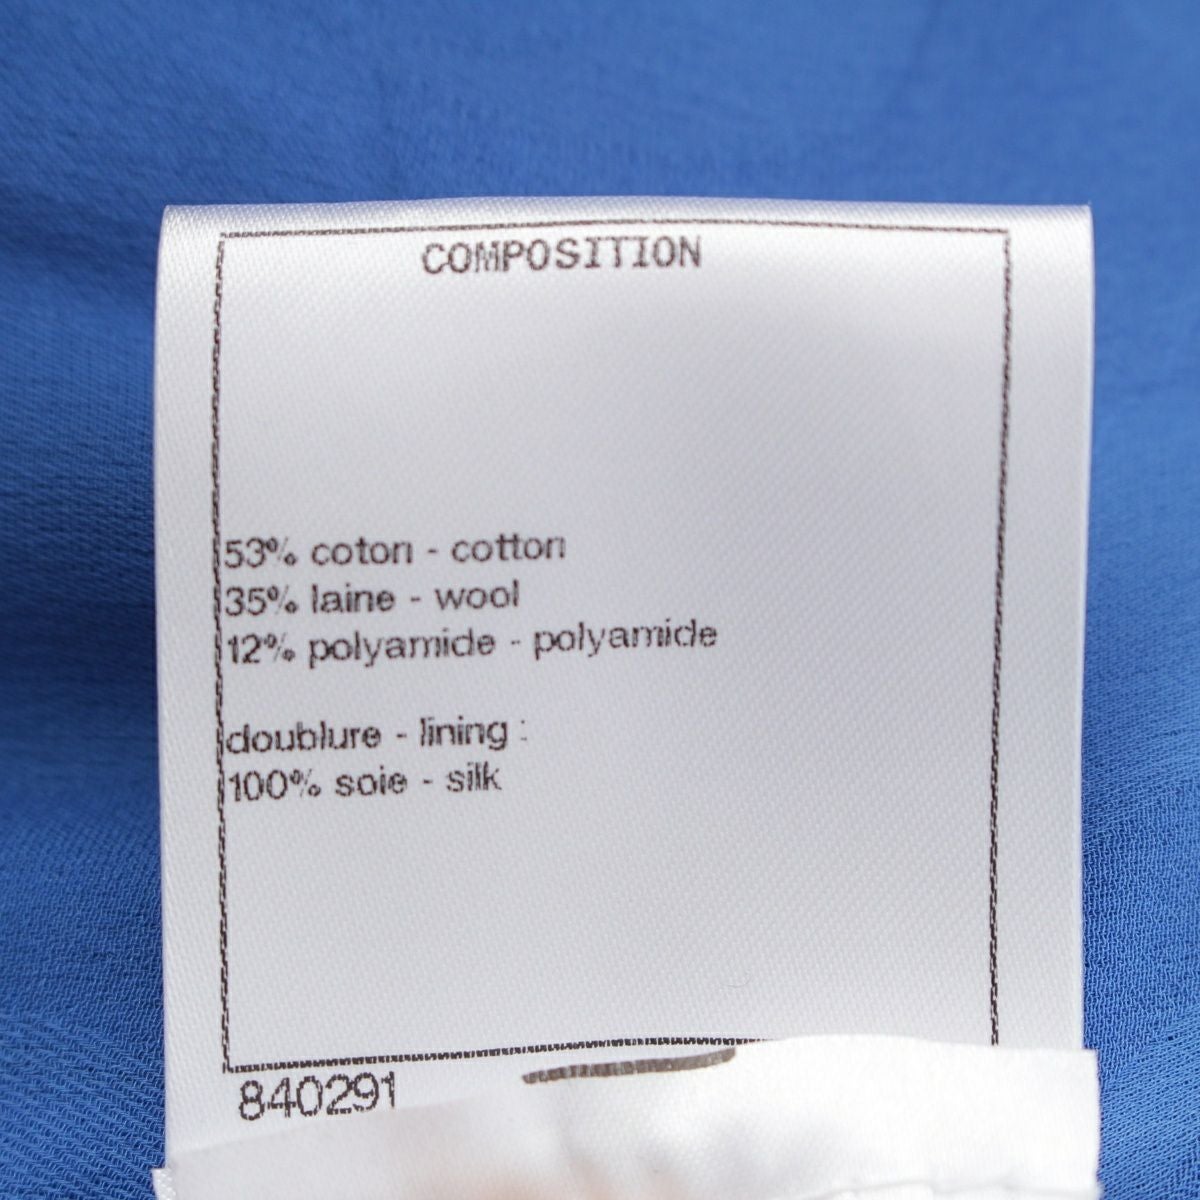 COMPOSITION
53% coton - cotton
35% laine - wool
12% polyamide - polyamide
doublure - lining :
100% soie - silk
840291